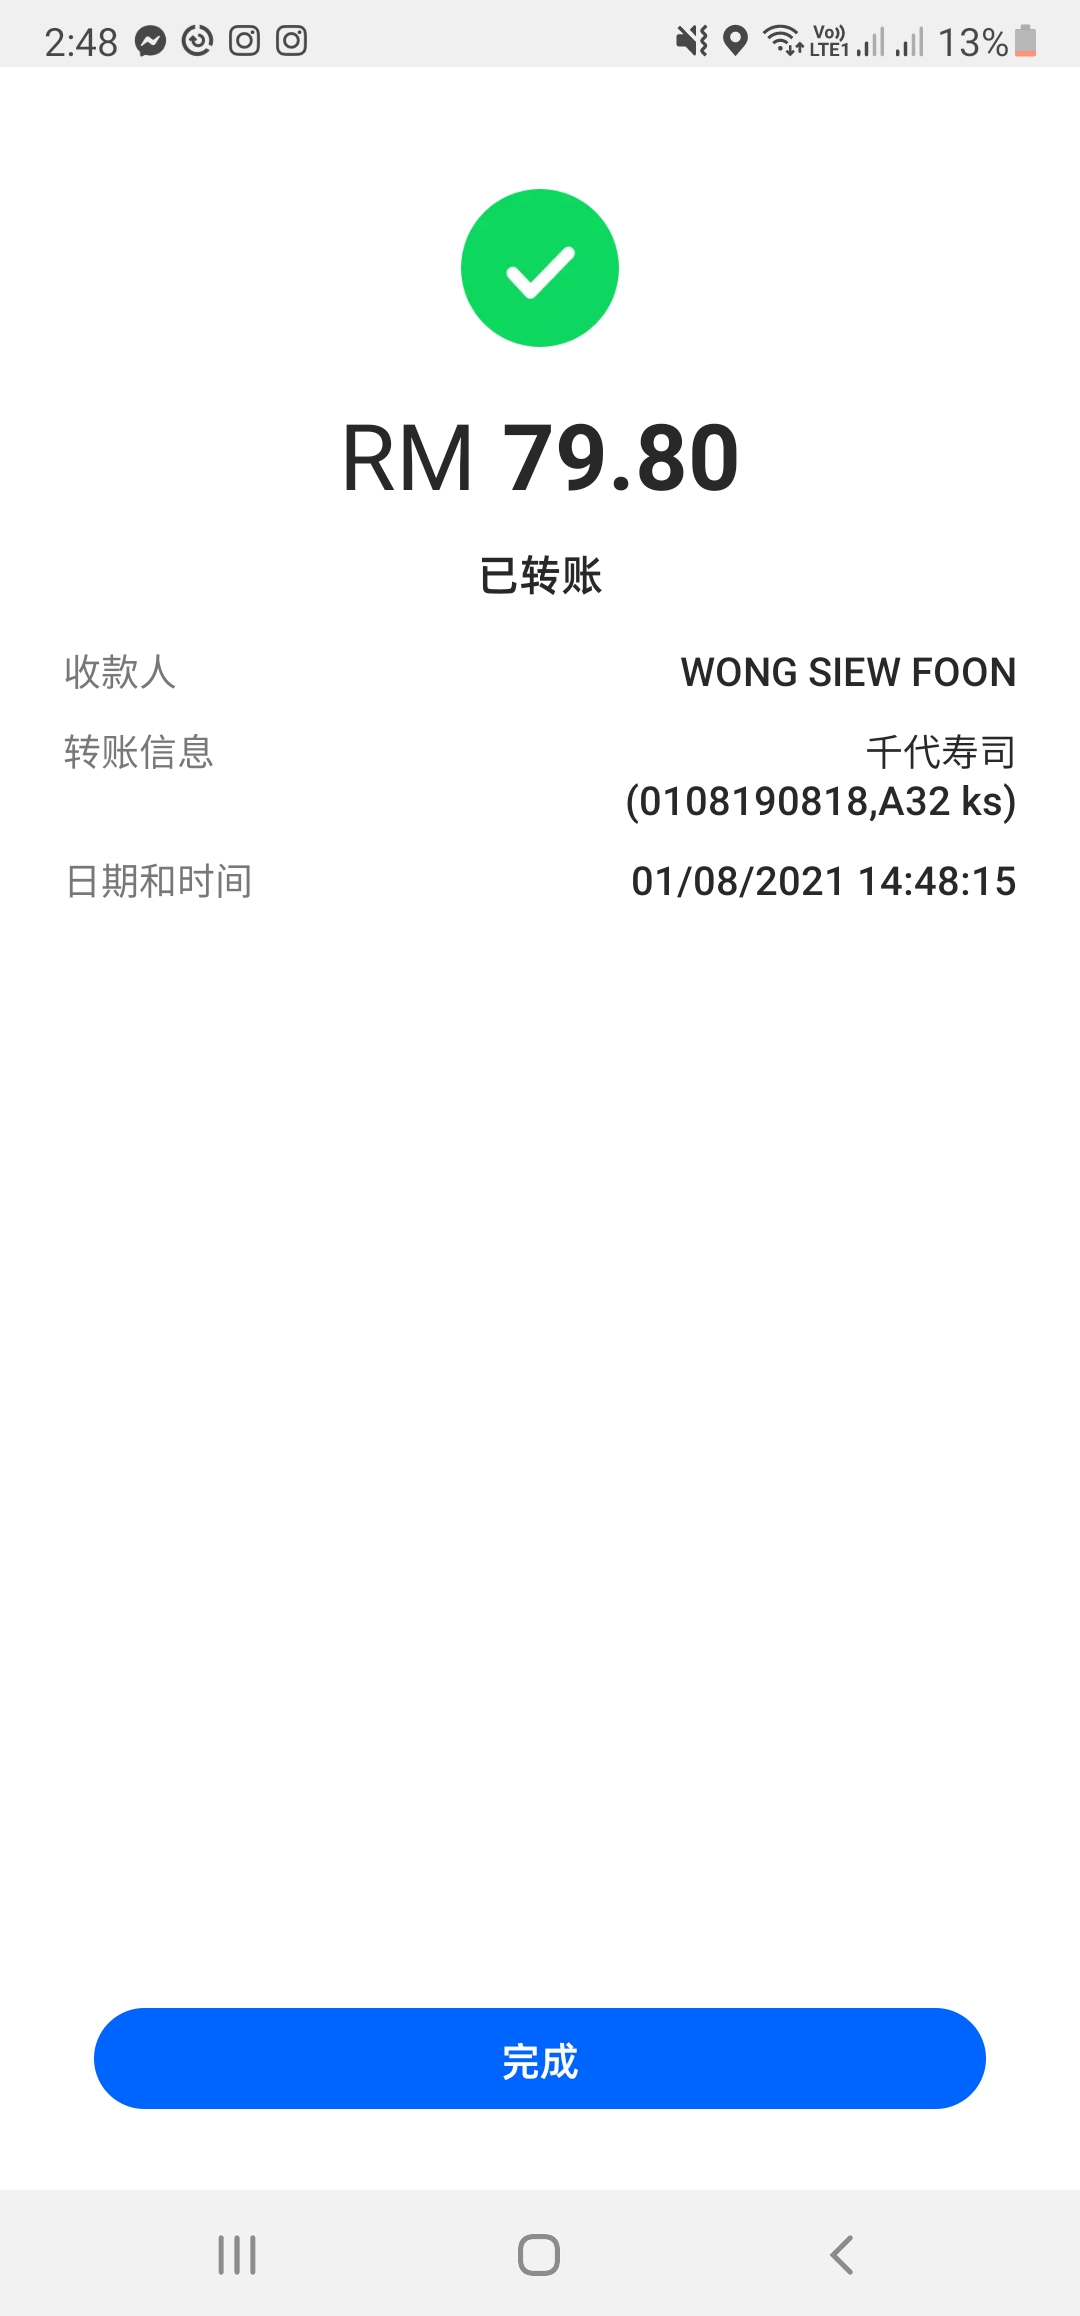 2:48
Vo)) LTE1
13%
RM 79.80
已转账
收款人 WONG SIEW FOON
转账信息 千代寿司
(0108190818,A32 ks)
日期和时间 01/08/2021 14:48:15
完成